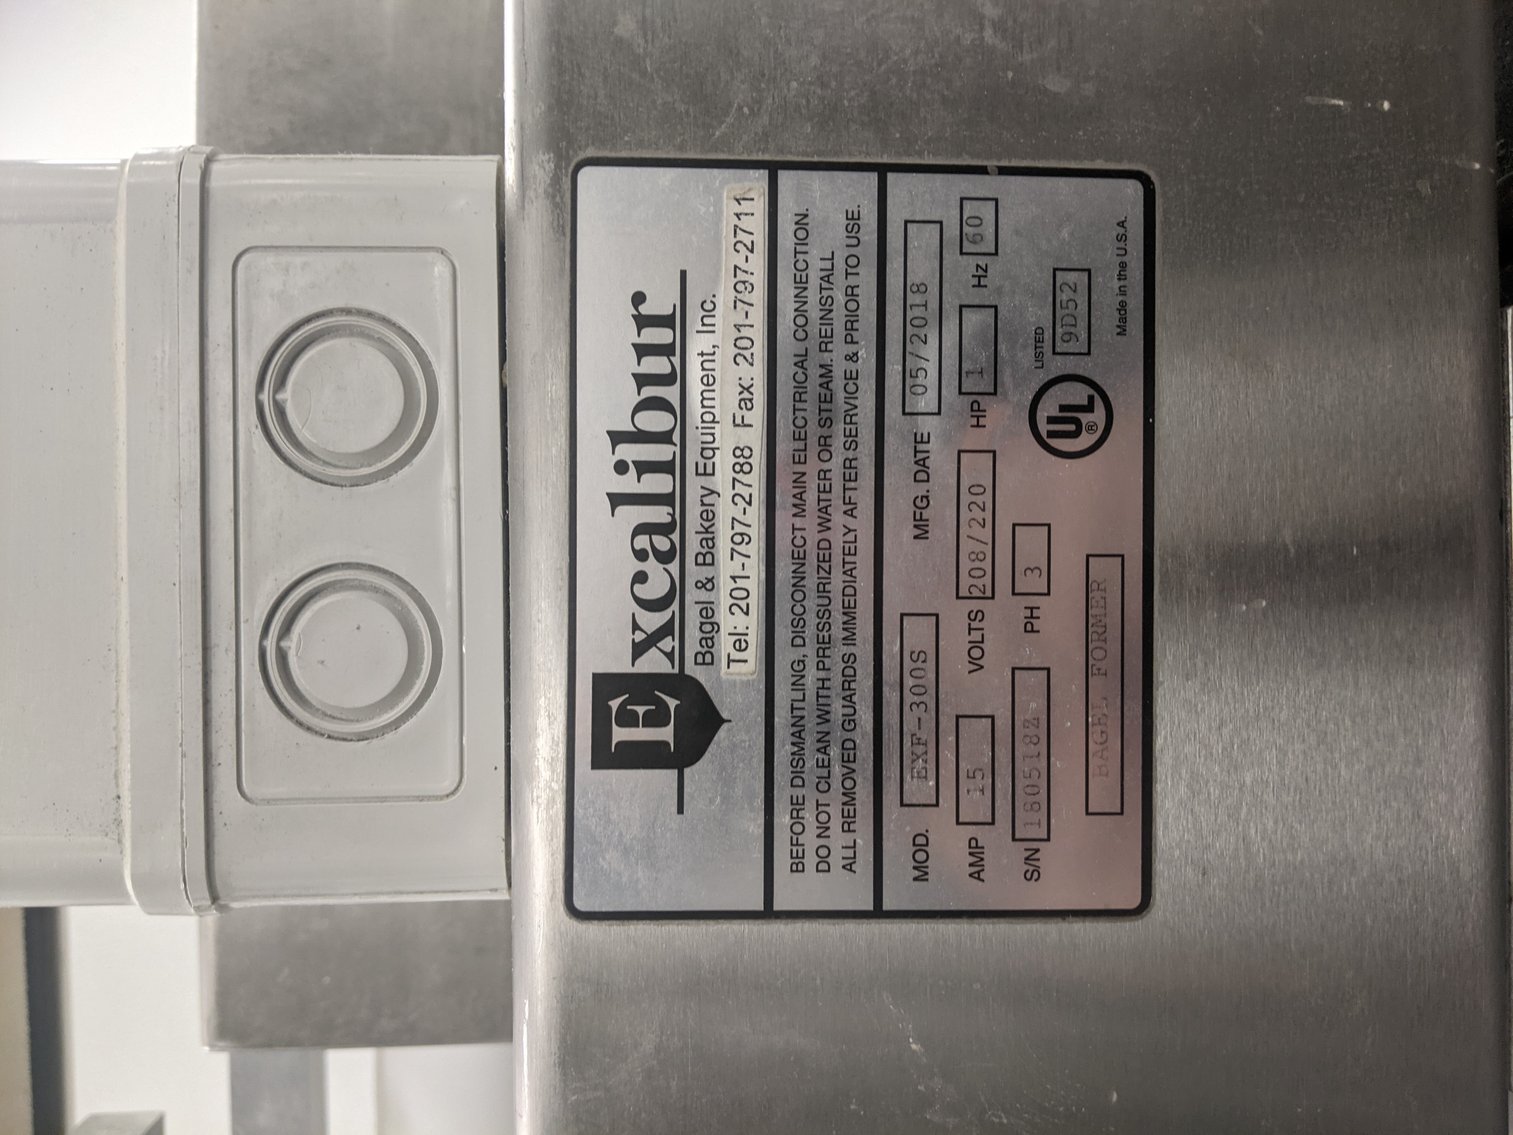 Excalibur
Bagel & Bakery Equipment, Inc.
Tel: 201-797-2788 Fax: 201-797-2711
BEFORE DISMANTLING, DISCONNECT MAIN ELECTRICAL CONNECTION.
DO NOT CLEAN WITH PRESSURIZED WATER OR STEAM. REINSTALL
ALL REMOVED GUARDS IMMEDIATELY AFTER SERVICE & PRIOR TO USE.
MOD. EXF-300S MFG. DATE 05/2018
AMP 15 VOLTS 208/220 HP 1 Hz 60
S/N PH 3
UL® LISTED 9D52
BAGEL FORMER
Made in the U.S.A.